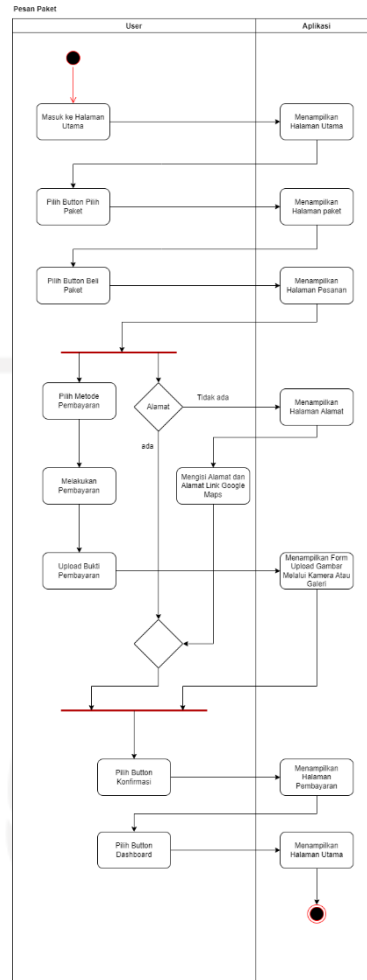 Pesan Paket
User
Aplikasi
Masuk ke Halaman
Utama
Menampilkan
Halaman Utama
Pilih Button Pilih
Paket
Menampilkan
Halaman paket
Pilih Button Beli
Paket
Menampilkan
Halaman Pesanan
Pilih Metode
Pembayaran
Alamat
Tidak ada
Menampilkan
Halaman Alamat
ada
Melakukan
Pembayaran
Mengisi Alamat dan
Alamat Link Google
Maps
Upload Bukti
Pembayaran
Menampilkan Form
Upload Gambar
Melalui Kamera Atau
Galeri
Pilih Button
Konfirmasi
Menampilkan
Halaman
Pembayaran
Pilih Button
Dashboard
Menampilkan
Halaman Utama